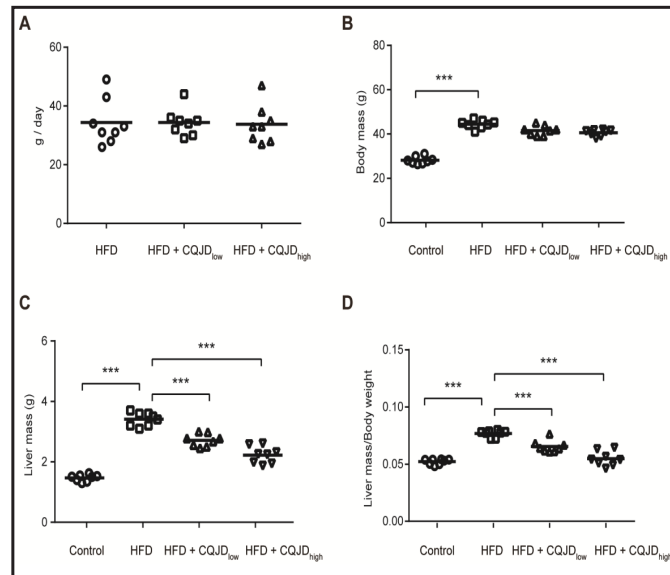 A
60
40
20
0
g / day
HFD
HFD + CQJDlow
HFD + CQJDhigh
B
80
60
40
20
0
Body mass (g)
***
Control
HFD
HFD + CQJDlow
HFD + CQJDhigh
C
6
4
2
0
Liver mass (g)
***
***
***
Control
HFD
HFD + CQJDlow
HFD + CQJDhigh
D
0.15
0.10
0.05
0.00
Liver mass/Body weight
***
***
***
Control
HFD
HFD + CQJDlow
HFD + CQJDhigh